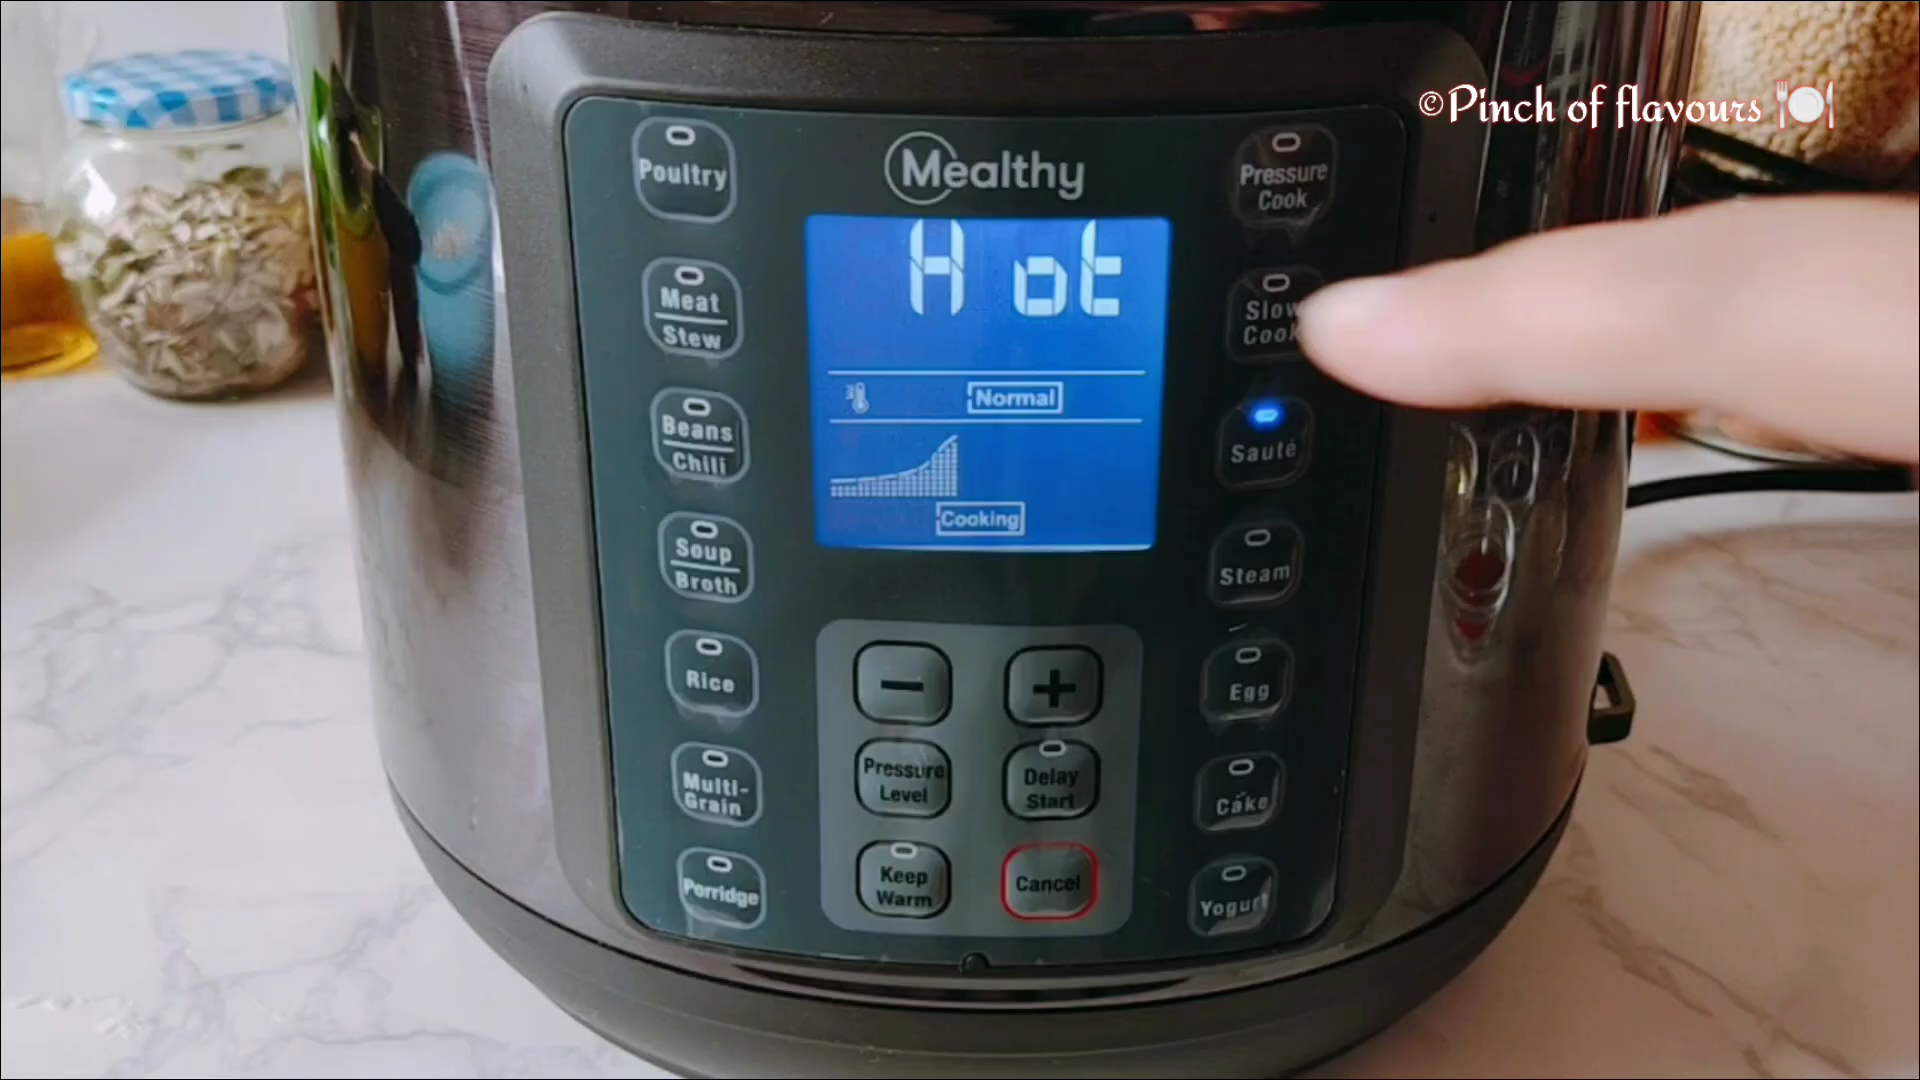 ©Pinch of flavours
Mealthy
Hot
Normal
Cooking
Poultry
Meat
Stew
Beans
Chili
Soup
Broth
Rice
Multi-
Grain
Porridge
−
+
Pressure
Level
Delay
Start
Keep
Warm
Cancel
Pressure
Cook
Slow
Cook
Sauté
Steam
Egg
Cake
Yogurt